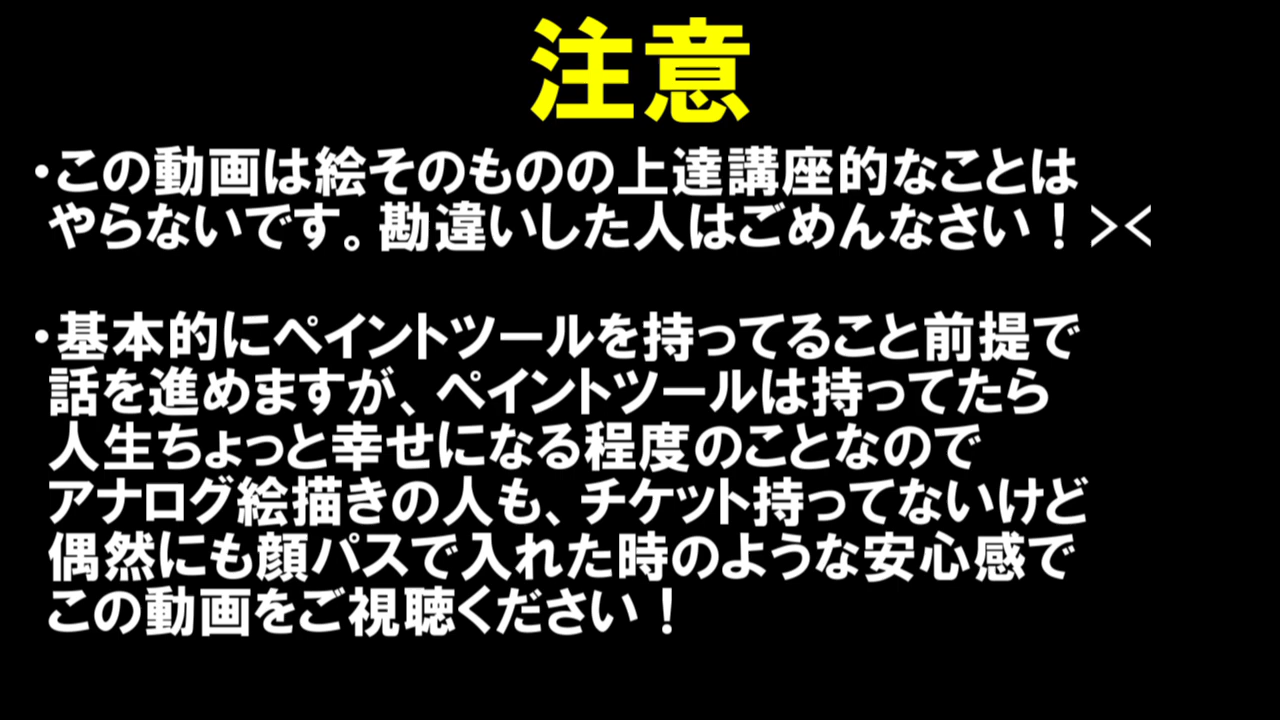 注意
・この動画は絵そのものの上達講座的なことは
やらないです。勘違いした人はごめんなさい！><
・基本的にペイントツールを持ってること前提で
話を進めますが、ペイントツールは持ってたら
人生ちょっと幸せになる程度のことなので
アナログ絵描きの人も、チケット持ってないけど
偶然にも顔パスで入れた時のような安心感で
この動画をご視聴ください！